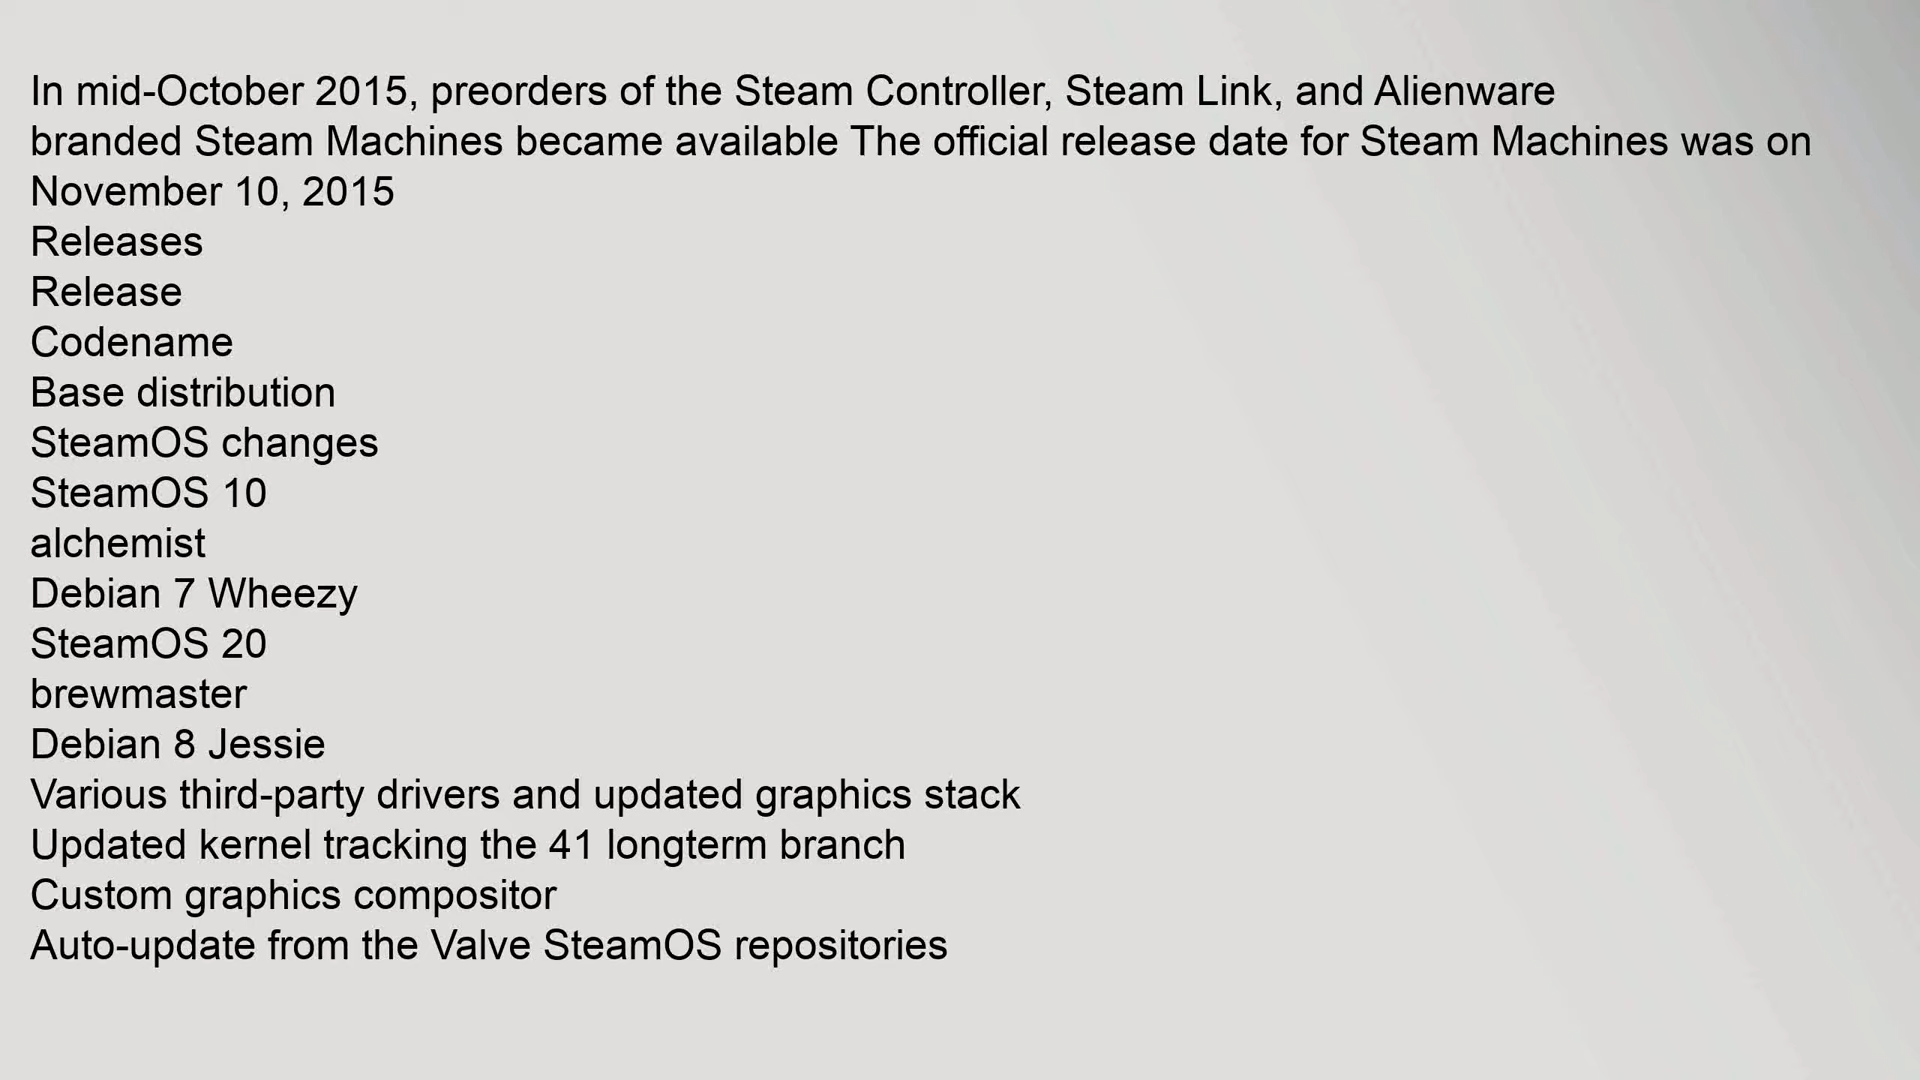 In mid-October 2015, preorders of the Steam Controller, Steam Link, and Alienware
branded Steam Machines became available The official release date for Steam Machines was on
November 10, 2015
Releases
Release
Codename
Base distribution
SteamOS changes
SteamOS 10
alchemist
Debian 7 Wheezy
SteamOS 20
brewmaster
Debian 8 Jessie
Various third-party drivers and updated graphics stack
Updated kernel tracking the 41 longterm branch
Custom graphics compositor
Auto-update from the Valve SteamOS repositories